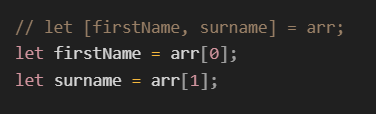 // let [firstName, surname] = arr;
let firstName = arr[0];
let surname = arr[1];